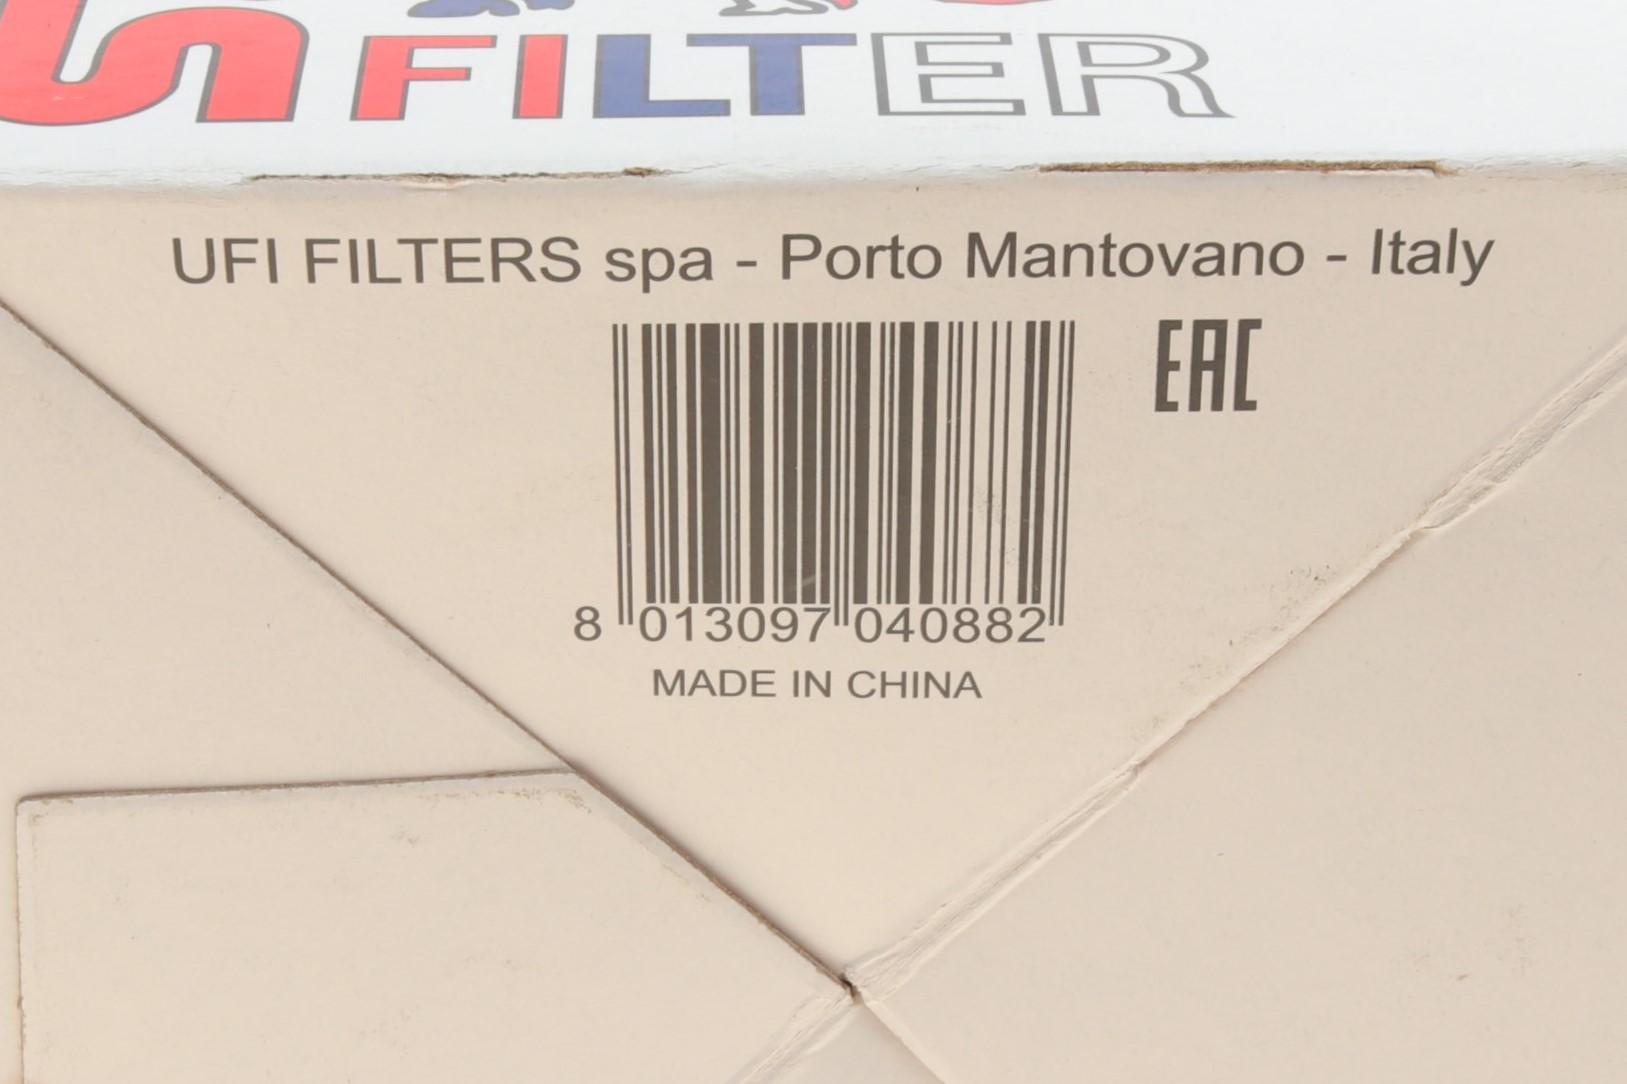 FILTER
UFI FILTERS spa - Porto Mantovano - Italy
EAC
8 013097 040882
MADE IN CHINA